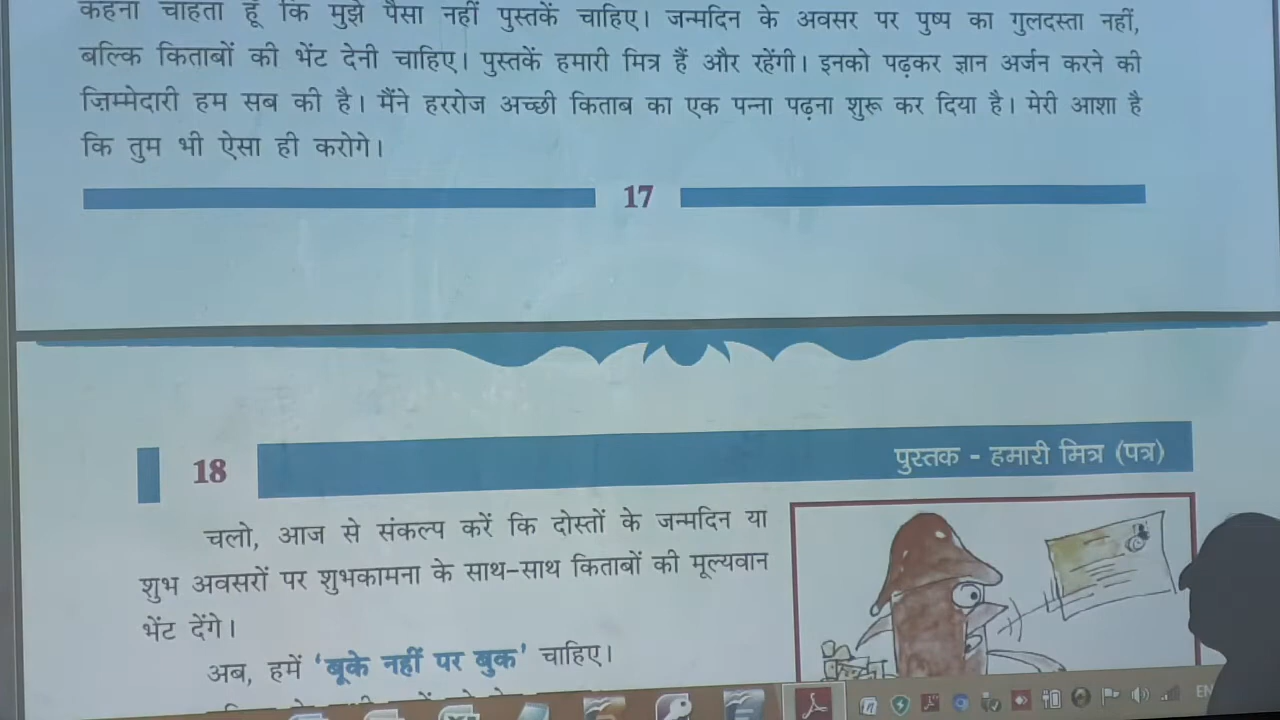 कहना चाहता हूँ कि मुझे पैसा नहीं पुस्तकें चाहिए। जन्मदिन के अवसर पर पुष्प का गुलदस्ता नहीं,
बल्कि किताबों की भेंट देनी चाहिए। पुस्तकें हमारी मित्र हैं और रहेंगी। इनको पढ़कर ज्ञान अर्जन करने की
ज़िम्मेदारी हम सब की है। मैंने हररोज अच्छी किताब का एक पन्ना पढ़ना शुरू कर दिया है। मेरी आशा है
कि तुम भी ऐसा ही करोगे।
17
18
पुस्तक - हमारी मित्र (पत्र)
चलो, आज से संकल्प करें कि दोस्तों के जन्मदिन या
शुभ अवसरों पर शुभकामना के साथ-साथ किताबों की मूल्यवान
भेंट देंगे।
अब, हमें ‘बूके नहीं पर बुक’ चाहिए।
EN